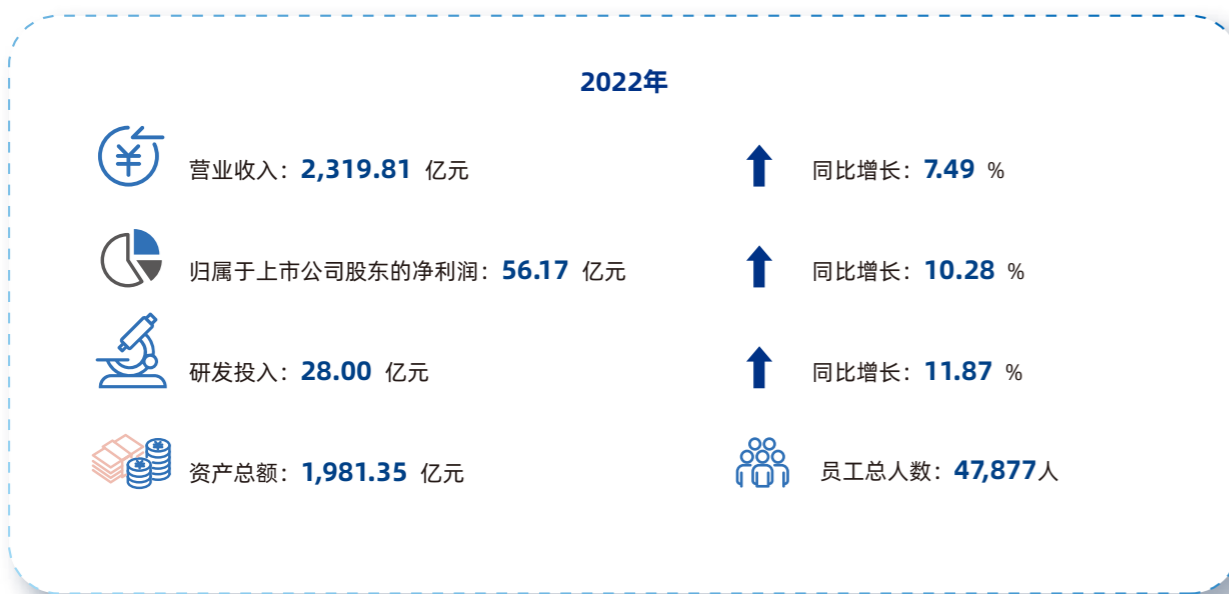 2022年
营业收入：2,319.81 亿元 同比增长：7.49 %
归属于上市公司股东的净利润：56.17 亿元 同比增长：10.28 %
研发投入：28.00 亿元 同比增长：11.87 %
资产总额：1,981.35 亿元 员工总人数：47,877人